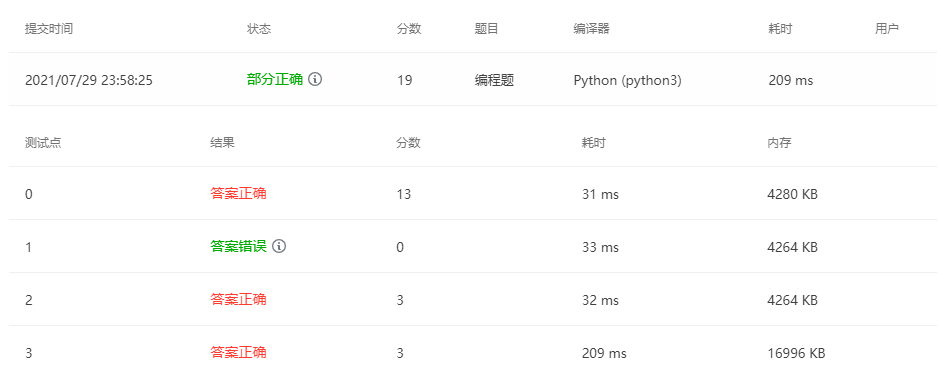 提交时间 状态 分数 题目 编译器 耗时 用户
2021/07/29 23:58:25 部分正确 19 编程题 Python (python3) 209 ms
测试点 结果 分数 耗时 内存
0 答案正确 13 31 ms 4280 KB
1 答案错误 0 33 ms 4264 KB
2 答案正确 3 32 ms 4264 KB
3 答案正确 3 209 ms 16996 KB